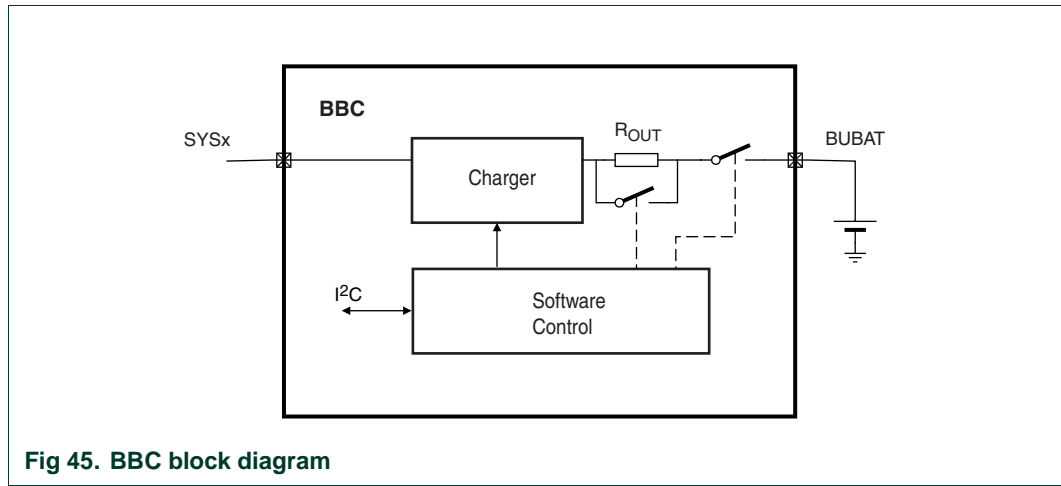 BBC
SYSx
R_OUT
BUBAT
Charger
I²C
Software
Control
Fig 45. BBC block diagram